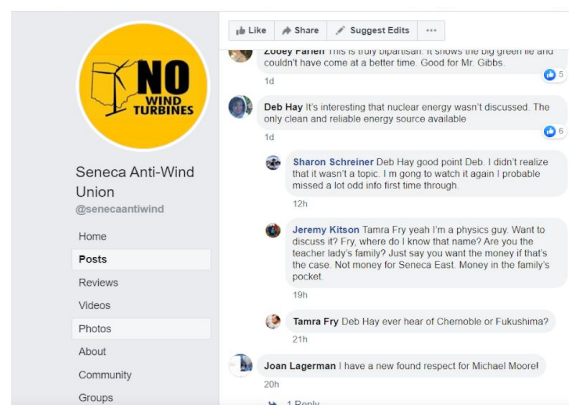 Like
Share
Suggest Edits
NO
WIND
TURBINES
Seneca Anti-Wind
Union
@senecaantiwind
Home
Posts
Reviews
Videos
Photos
About
Community
Groups
Zooey Farien This is truly bipartisan. It shows the big green lie and
couldn't have come at a better time. Good for Mr. Gibbs.
5
1d
Deb Hay It's interesting that nuclear energy wasn't discussed. The
only clean and reliable energy source available
6
1d
Sharon Schreiner Deb Hay good point Deb. I didn't realize
that it wasn't a topic. I m gong to watch it again I probable
missed a lot odd info first time through.
12h
Jeremy Kitson Tamra Fry yeah I'm a physics guy. Want to
discuss it? Fry, where do I know that name? Are you the
teacher lady's family? Just say you want the money if that's
the case. Not money for Seneca East. Money in the family's
pocket.
19h
Tamra Fry Deb Hay ever hear of Chernoble or Fukushima?
21h
Joan Lagerman I have a new found respect for Michael Moore!
20h
1 Reply